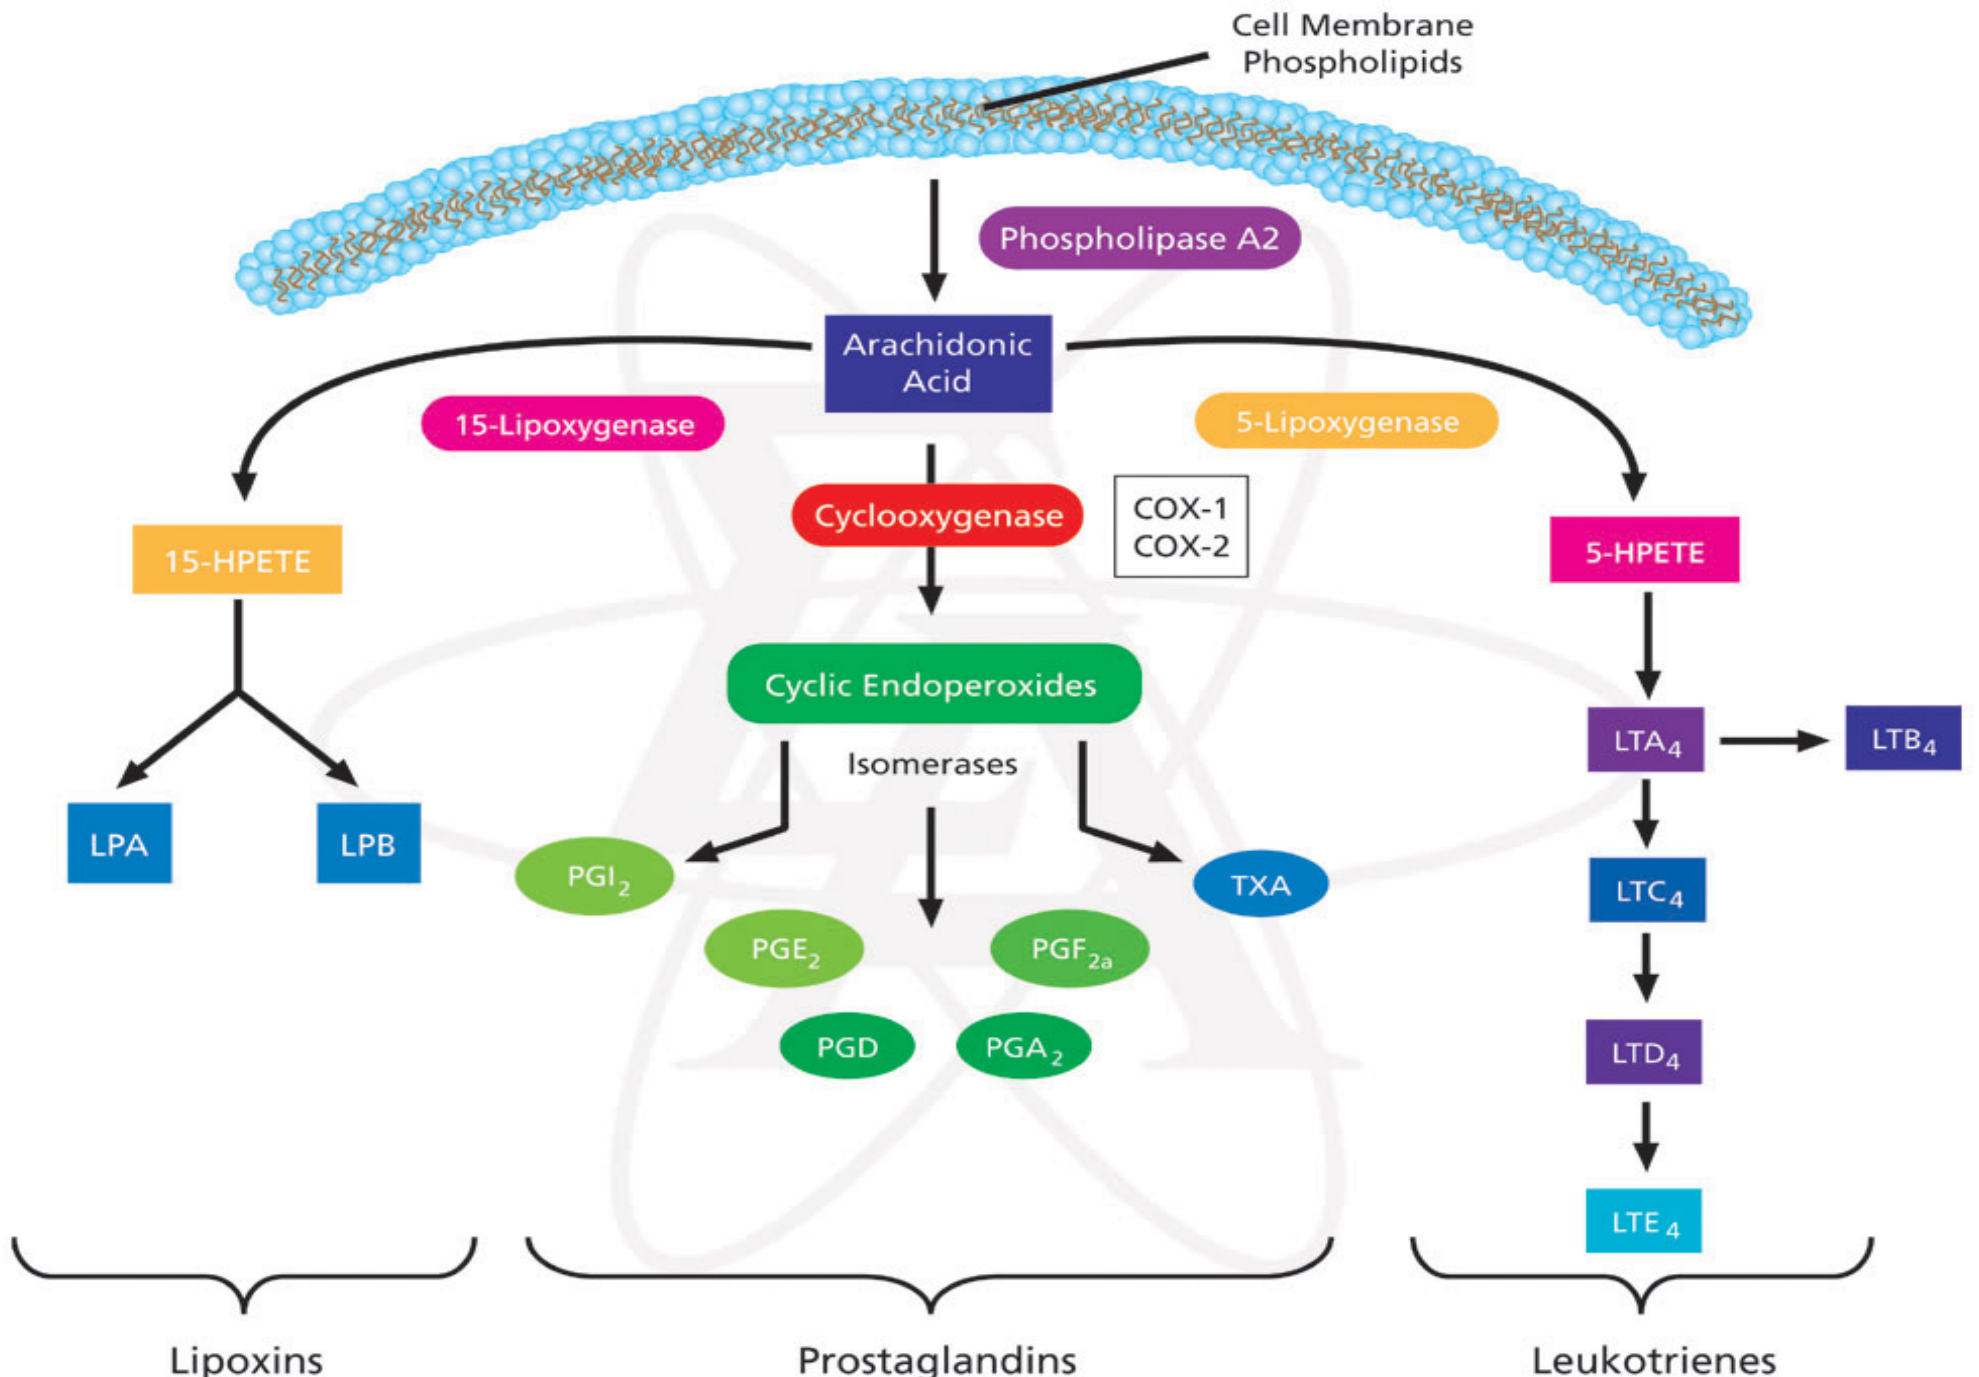 Cell Membrane
Phospholipids
Phospholipase A2
Arachidonic
Acid
15-Lipoxygenase
5-Lipoxygenase
Cyclooxygenase
COX-1
COX-2
15-HPETE
5-HPETE
Cyclic Endoperoxides
Isomerases
LTA₄
LTB₄
LPA
LPB
PGI₂
TXA
LTC₄
PGE₂
PGF₂ₐ
PGD
PGA₂
LTD₄
LTE₄
Lipoxins
Prostaglandins
Leukotrienes